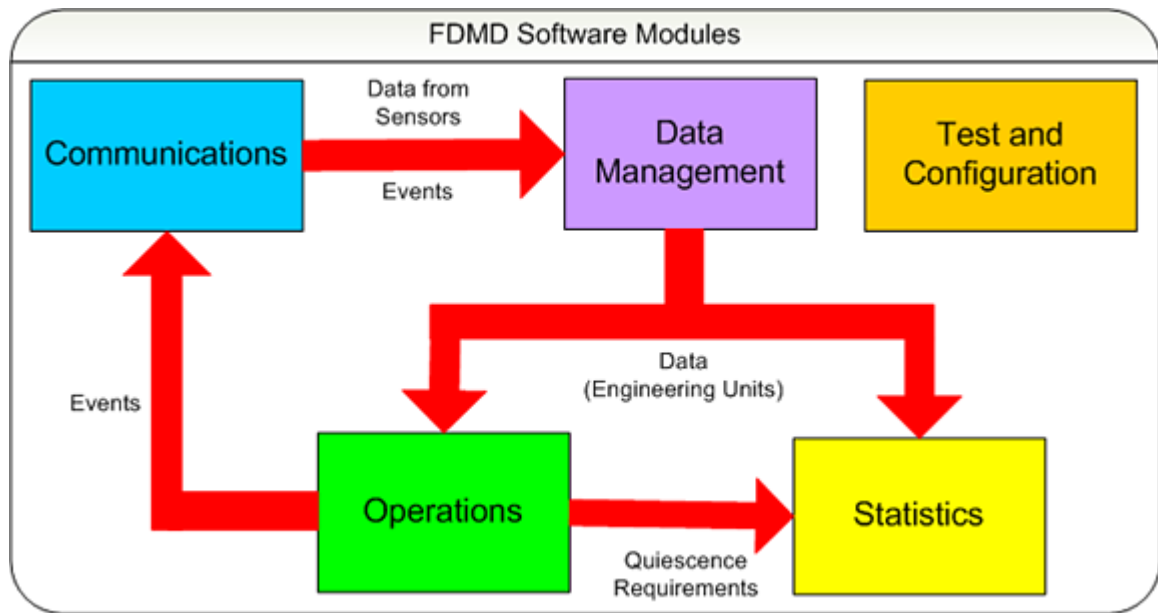 FDMD Software Modules
Communications
Data from
Sensors
Events
Data
Management
Test and
Configuration
Events
Data
(Engineering Units)
Operations
Quiescence
Requirements
Statistics